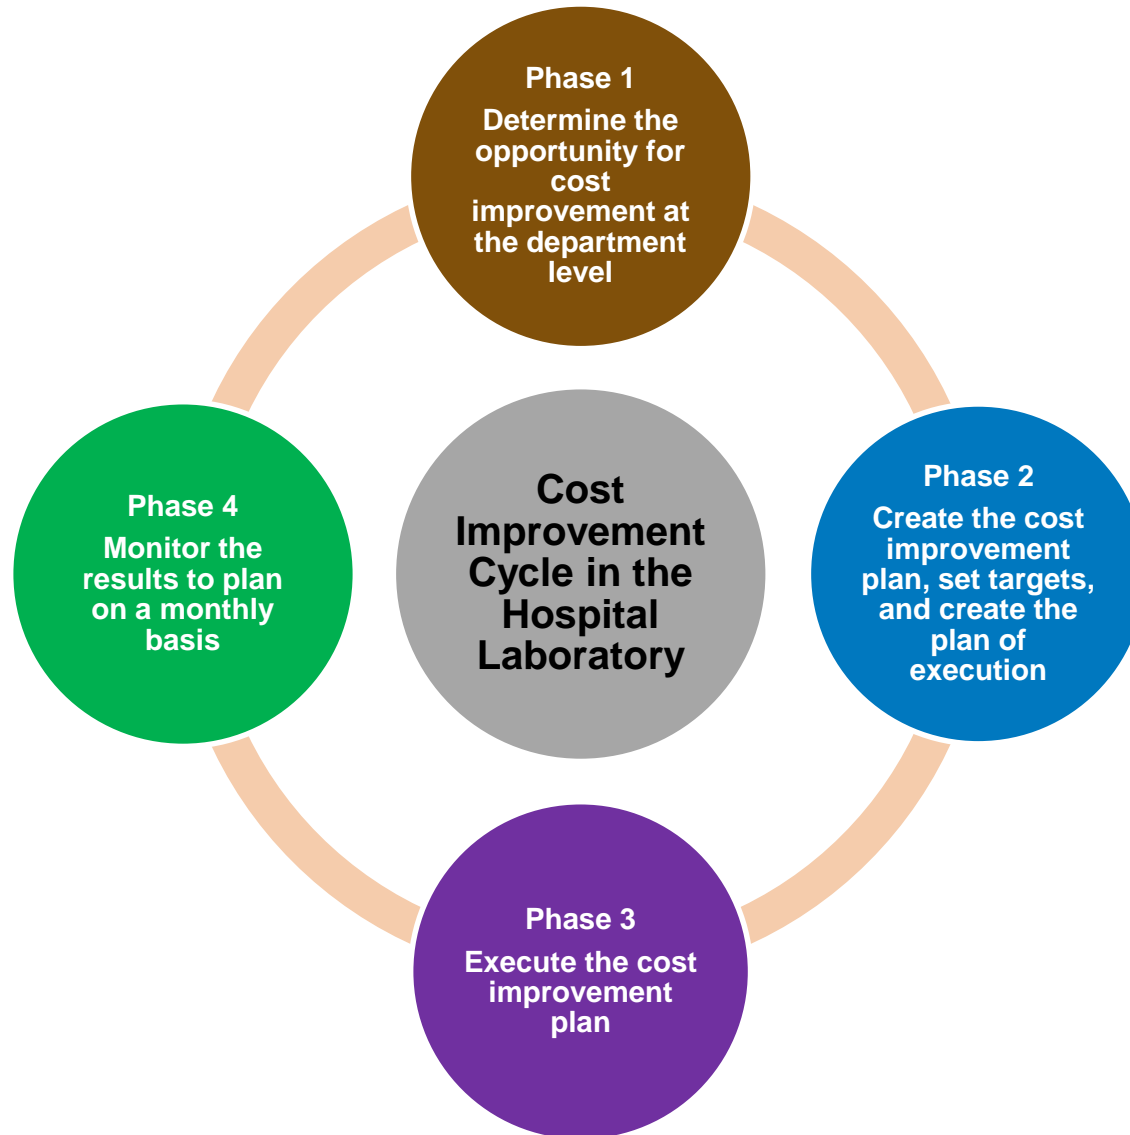 Phase 1
Determine the
opportunity for
cost
improvement at
the department
level
Phase 2
Create the cost
improvement
plan, set targets,
and create the
plan of
execution
Phase 3
Execute the cost
improvement
plan
Phase 4
Monitor the
results to plan
on a monthly
basis
Cost
Improvement
Cycle in the
Hospital
Laboratory